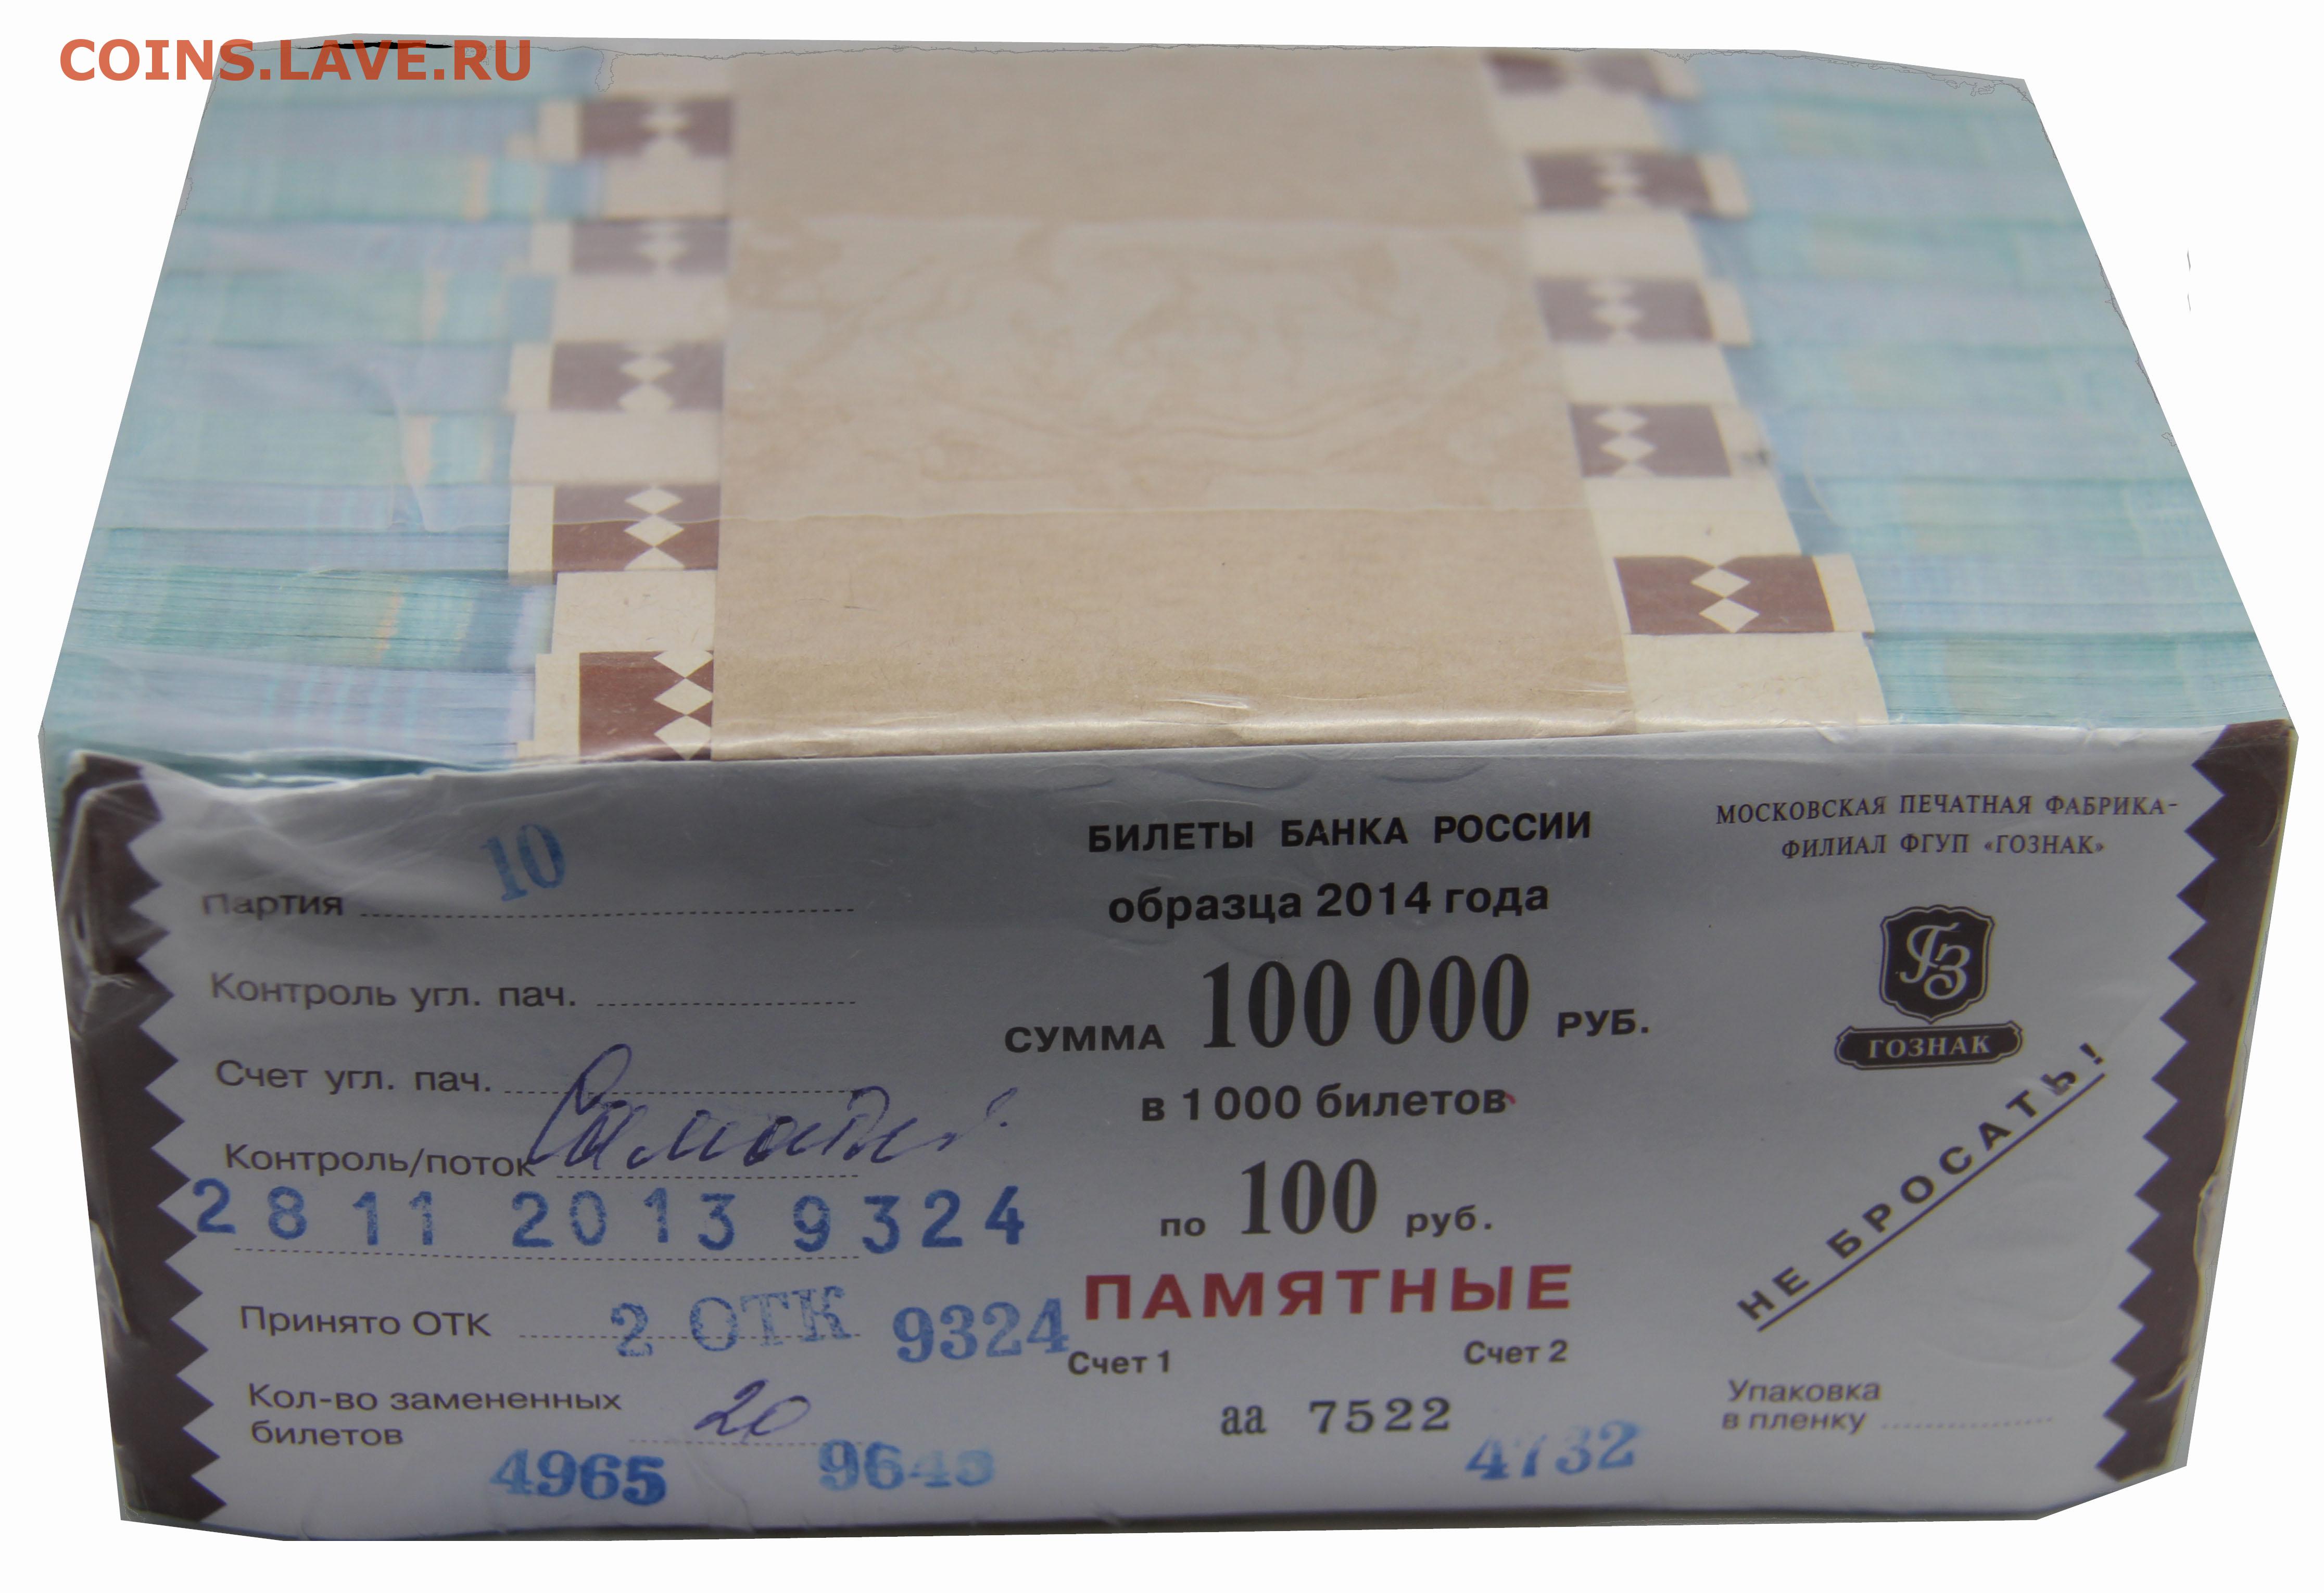 COINS.LAVE.RU
10
Партия
Контроль угл. пач.
Счет угл. пач.
Контроль/поток
28 11 2013 9324
Принято ОТК 2 ОТК 9324
Кол-во замененных
билетов 20
4965
БИЛЕТЫ БАНКА РОССИИ
образца 2014 года
СУММА 100 000 РУБ.
в 1000 билетов
по 100 руб.
ПАМЯТНЫЕ
Счет 1 Счет 2
аа 7522
4732
МОСКОВСКАЯ ПЕЧАТНАЯ ФАБРИКА-
ФИЛИАЛ ФГУП «ГОЗНАК»
ГЗ
ГОЗНАК
НЕ БРОСАТЬ!
Упаковка
в пленку